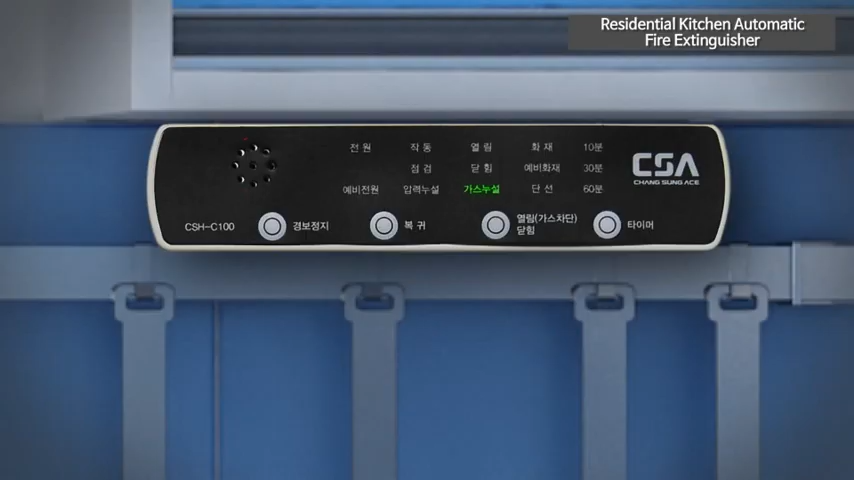 Residential Kitchen Automatic
Fire Extinguisher
전원 작동 열림 화재 10분
점검 닫힘 예비화재 30분
예비전원 압력누설 가스누설 단선 60분
CSA
CHANG SUNG ACE
CSH-C100 경보정지 복귀 열림(가스차단) 타이머
닫힘